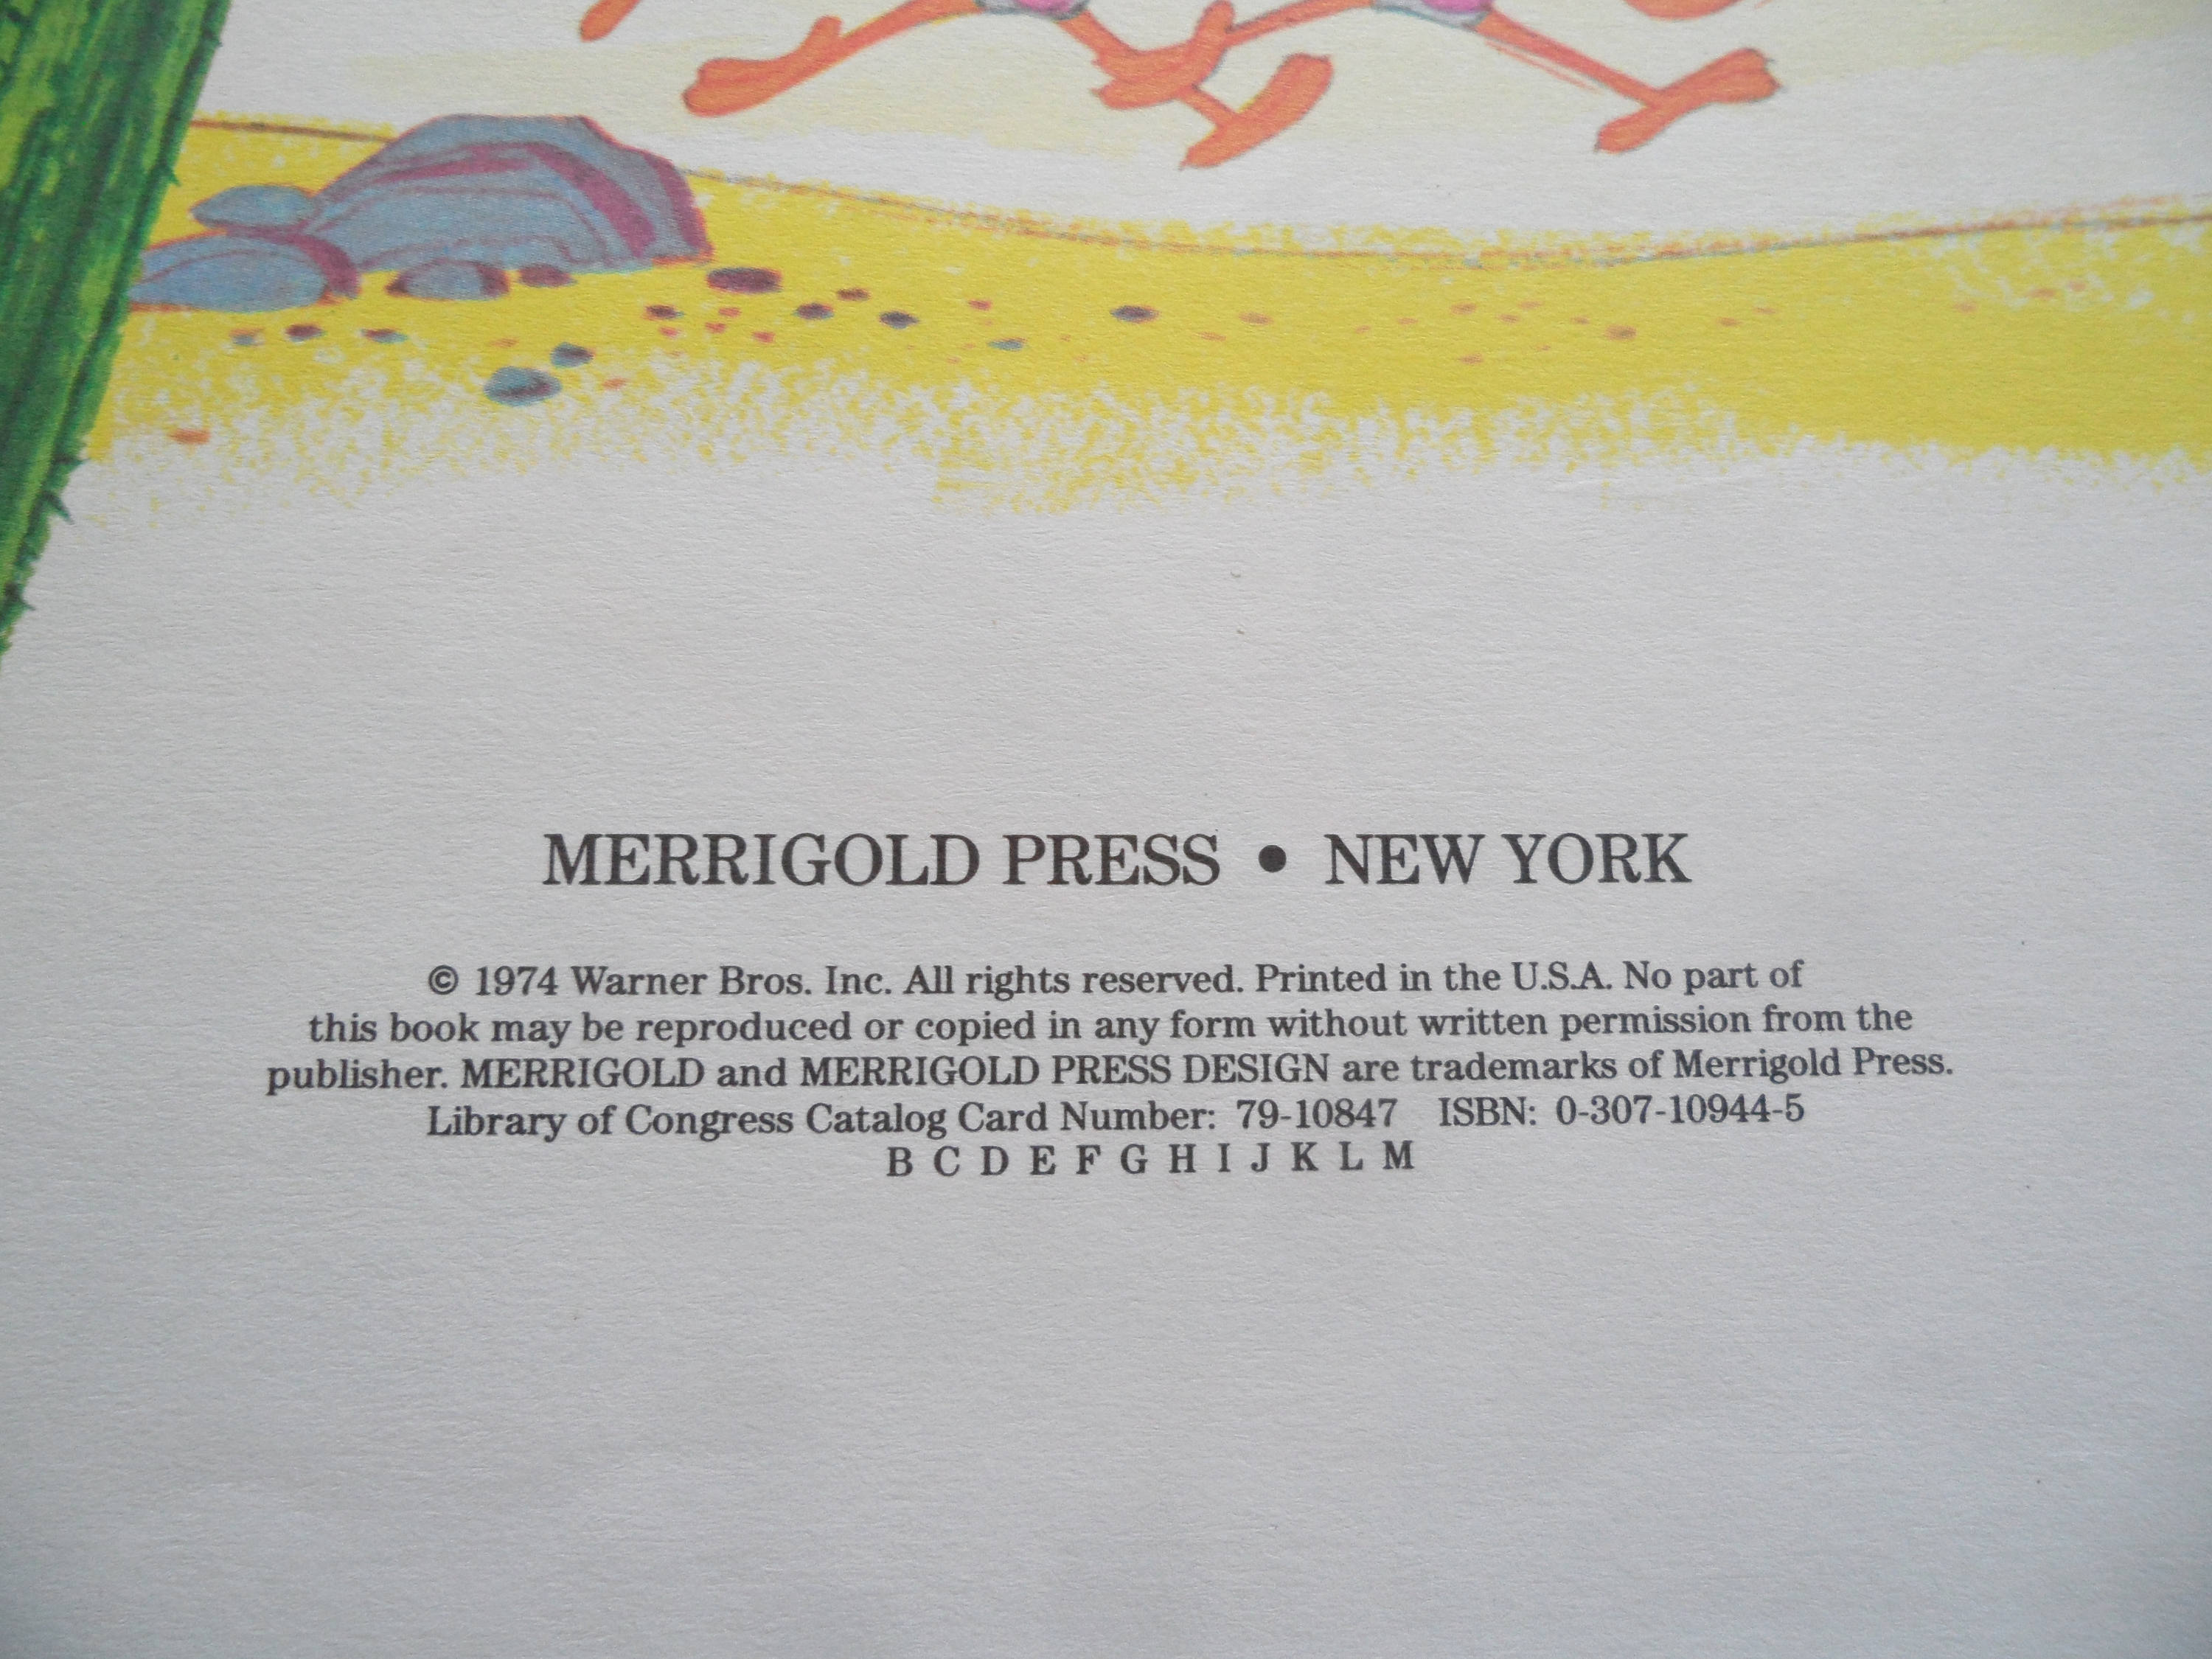 MERRIGOLD PRESS • NEW YORK
© 1974 Warner Bros. Inc. All rights reserved. Printed in the U.S.A. No part of
this book may be reproduced or copied in any form without written permission from the
publisher. MERRIGOLD and MERRIGOLD PRESS DESIGN are trademarks of Merrigold Press.
Library of Congress Catalog Card Number: 79-10847 ISBN: 0-307-10944-5
B C D E F G H I J K L M